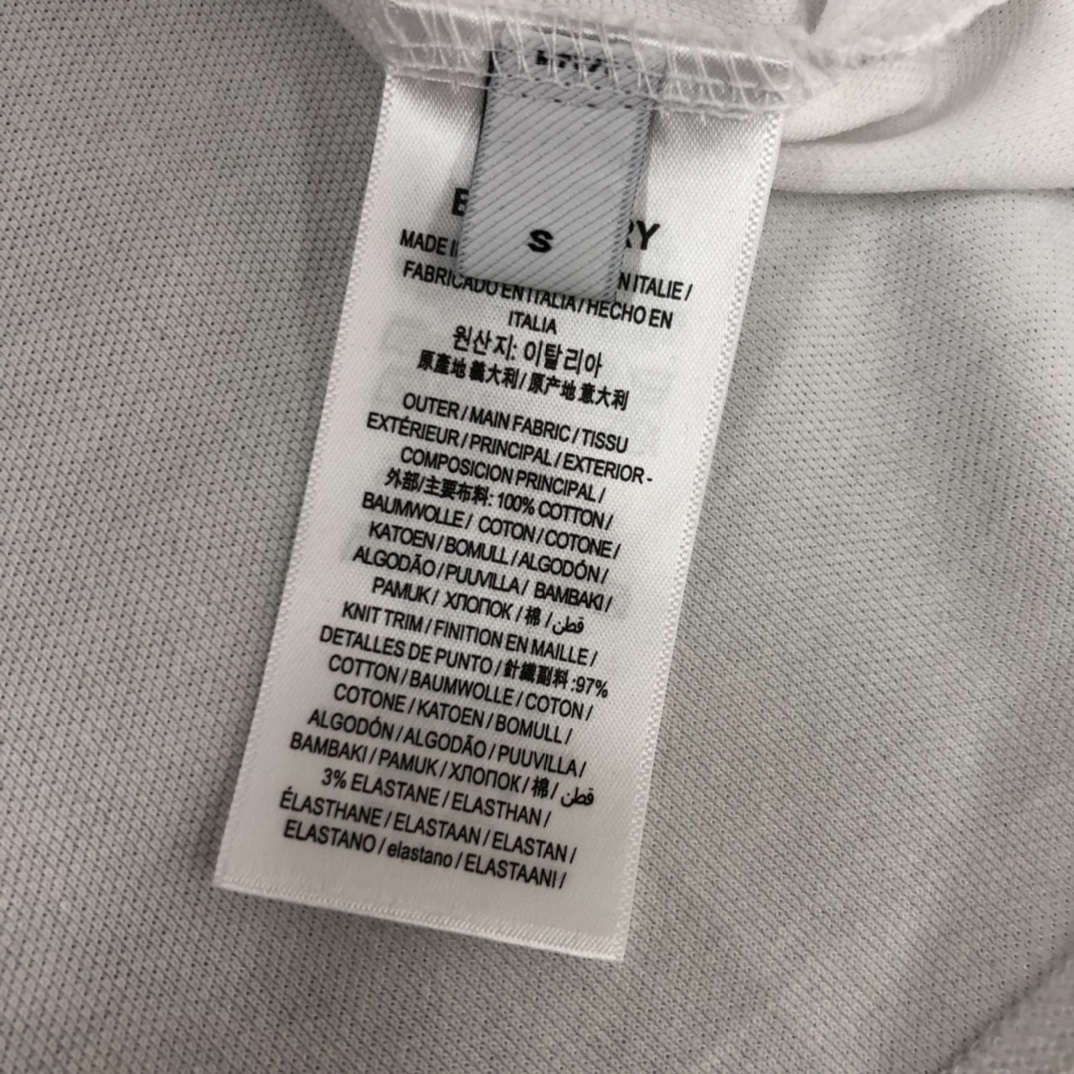 S
MADE
ITALIE /
FABRICADO EN ITALIA / HECHO EN
ITALIA
원산지: 이탈리아
原產地 義大利 / 原产地 意大利
OUTER / MAIN FABRIC / TISSU
EXTÉRIEUR / PRINCIPAL / EXTERIOR -
COMPOSICION PRINCIPAL /
外部/主要布料: 100% COTTON /
BAUMWOLLE / COTON / COTONE /
KATOEN / BOMULL / ALGODÓN /
ALGODÃO / PUUVILLA / BAMBAKI /
PAMUK / ХЛОПОК / 棉 / قطن
KNIT TRIM / FINITION EN MAILLE /
DETALLES DE PUNTO / 針織副料 :97%
COTTON / BAUMWOLLE / COTON /
COTONE / KATOEN / BOMULL /
ALGODÓN / ALGODÃO / PUUVILLA /
BAMBAKI / PAMUK / ХЛОПОК / 棉 / قطن
3% ELASTANE / ELASTHAN /
ÉLASTHANE / ELASTAAN / ELASTAN /
ELASTANO / elastano / ELASTAANI /